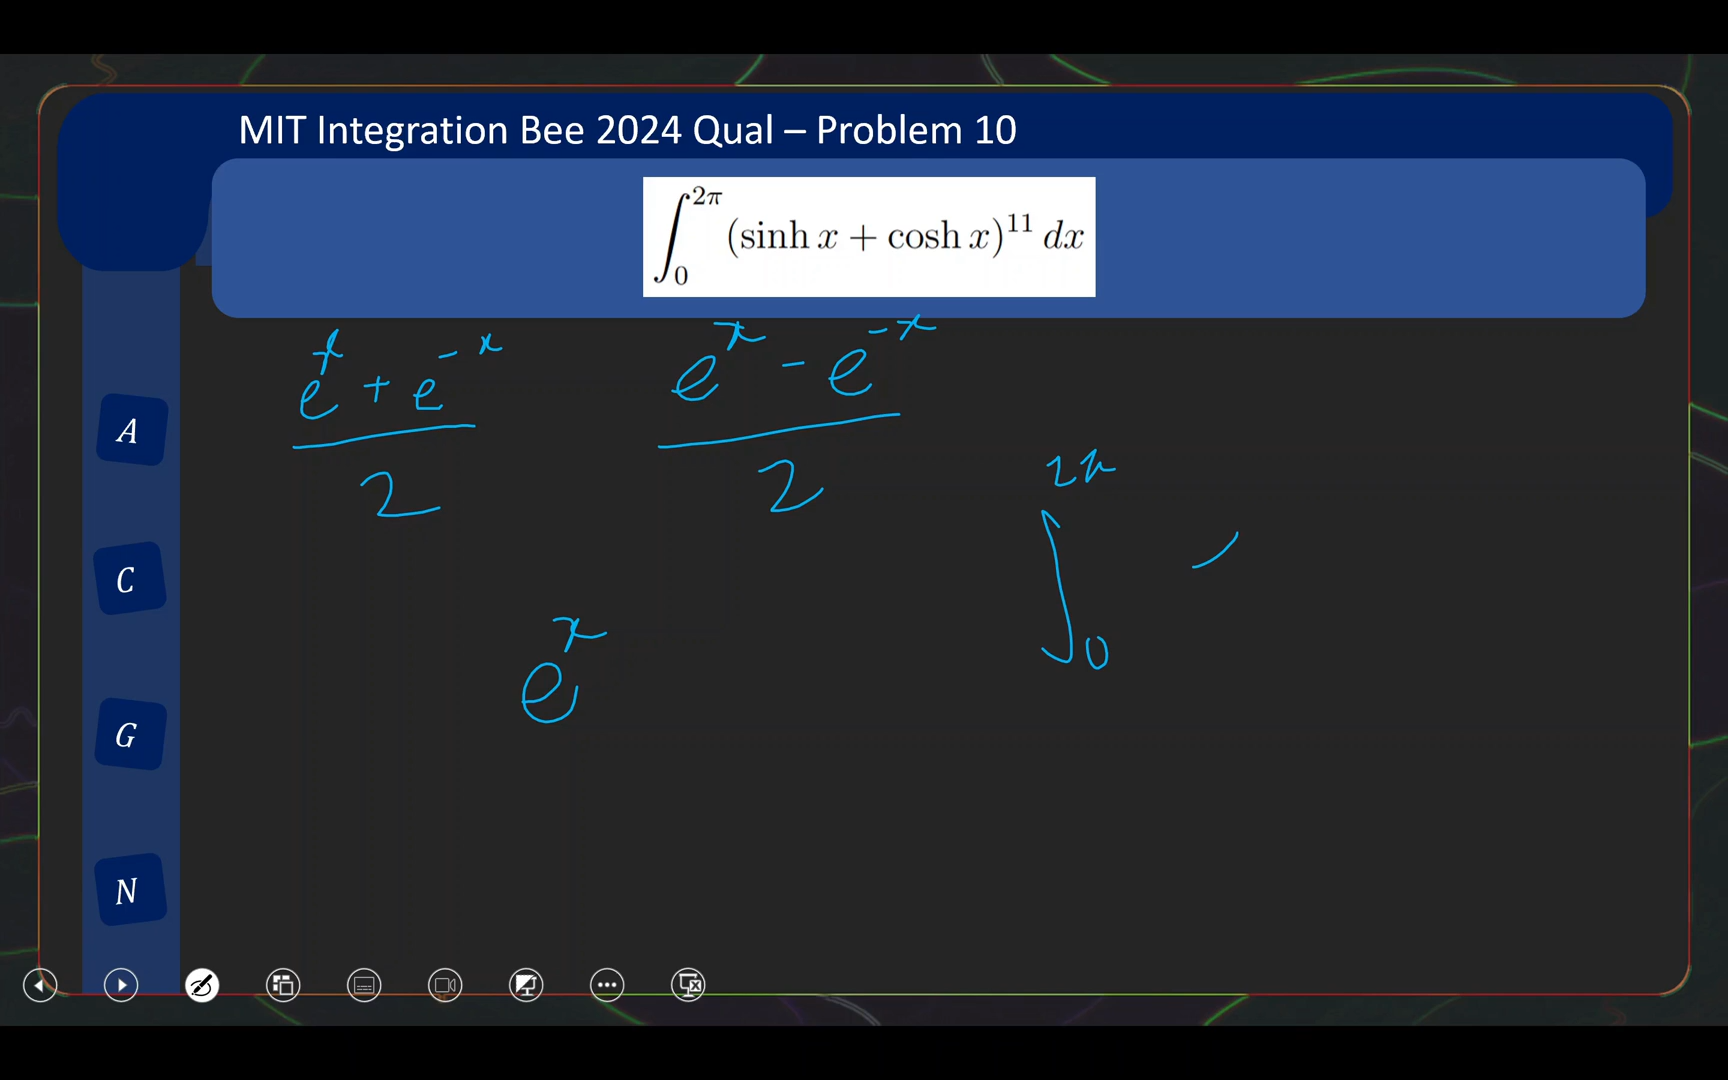 MIT Integration Bee 2024 Qual – Problem 10
∫₀^{2π} (sinh x + cosh x)¹¹ dx
(e^x + e^{-x})/2   (e^x - e^{-x})/2
∫₀^{2π}
e^x
A
C
G
N